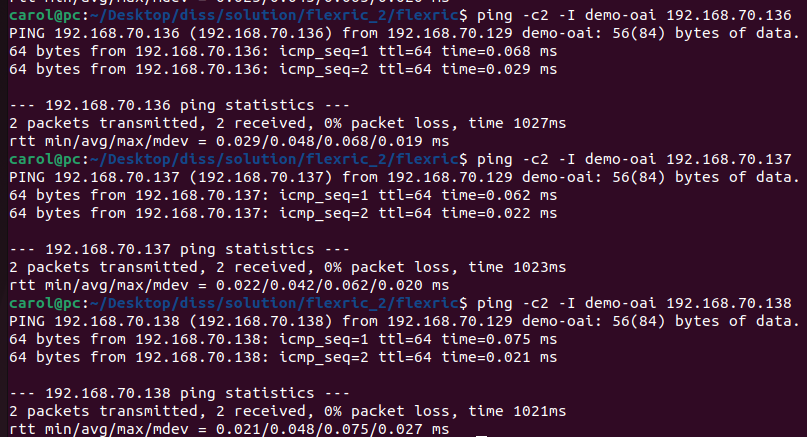 carol@pc:~/Desktop/diss/solution/flexric_2/flexric$ ping -c2 -I demo-oai 192.168.70.136
PING 192.168.70.136 (192.168.70.136) from 192.168.70.129 demo-oai: 56(84) bytes of data.
64 bytes from 192.168.70.136: icmp_seq=1 ttl=64 time=0.068 ms
64 bytes from 192.168.70.136: icmp_seq=2 ttl=64 time=0.029 ms
--- 192.168.70.136 ping statistics ---
2 packets transmitted, 2 received, 0% packet loss, time 1027ms
rtt min/avg/max/mdev = 0.029/0.048/0.068/0.019 ms
carol@pc:~/Desktop/diss/solution/flexric_2/flexric$ ping -c2 -I demo-oai 192.168.70.137
PING 192.168.70.137 (192.168.70.137) from 192.168.70.129 demo-oai: 56(84) bytes of data.
64 bytes from 192.168.70.137: icmp_seq=1 ttl=64 time=0.062 ms
64 bytes from 192.168.70.137: icmp_seq=2 ttl=64 time=0.022 ms
--- 192.168.70.137 ping statistics ---
2 packets transmitted, 2 received, 0% packet loss, time 1023ms
rtt min/avg/max/mdev = 0.022/0.042/0.062/0.020 ms
carol@pc:~/Desktop/diss/solution/flexric_2/flexric$ ping -c2 -I demo-oai 192.168.70.138
PING 192.168.70.138 (192.168.70.138) from 192.168.70.129 demo-oai: 56(84) bytes of data.
64 bytes from 192.168.70.138: icmp_seq=1 ttl=64 time=0.075 ms
64 bytes from 192.168.70.138: icmp_seq=2 ttl=64 time=0.021 ms
--- 192.168.70.138 ping statistics ---
2 packets transmitted, 2 received, 0% packet loss, time 1021ms
rtt min/avg/max/mdev = 0.021/0.048/0.075/0.027 ms